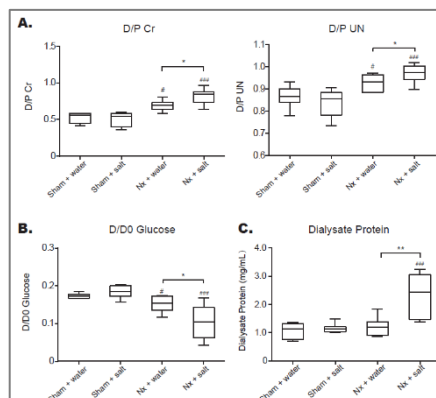 A.
D/P Cr
D/P Cr
1.5
1.0
0.5
0.0
#
*
###
Sham + water
Sham + salt
Nx + water
Nx + salt
D/P UN
D/P UN
1.1
1.0
0.9
0.8
0.7
0.6
#
*
###
Sham + water
Sham + salt
Nx + water
Nx + salt
B.
D/D0 Glucose
D/D0 Glucose
0.3
0.2
0.1
0
#
*
###
Sham + water
Sham + salt
Nx + water
Nx + salt
C.
Dialysate Protein
Dialysate Protein (mg/mL)
4.0
3.0
2.0
1.0
0
**
###
Sham + water
Sham + salt
Nx + water
Nx + salt